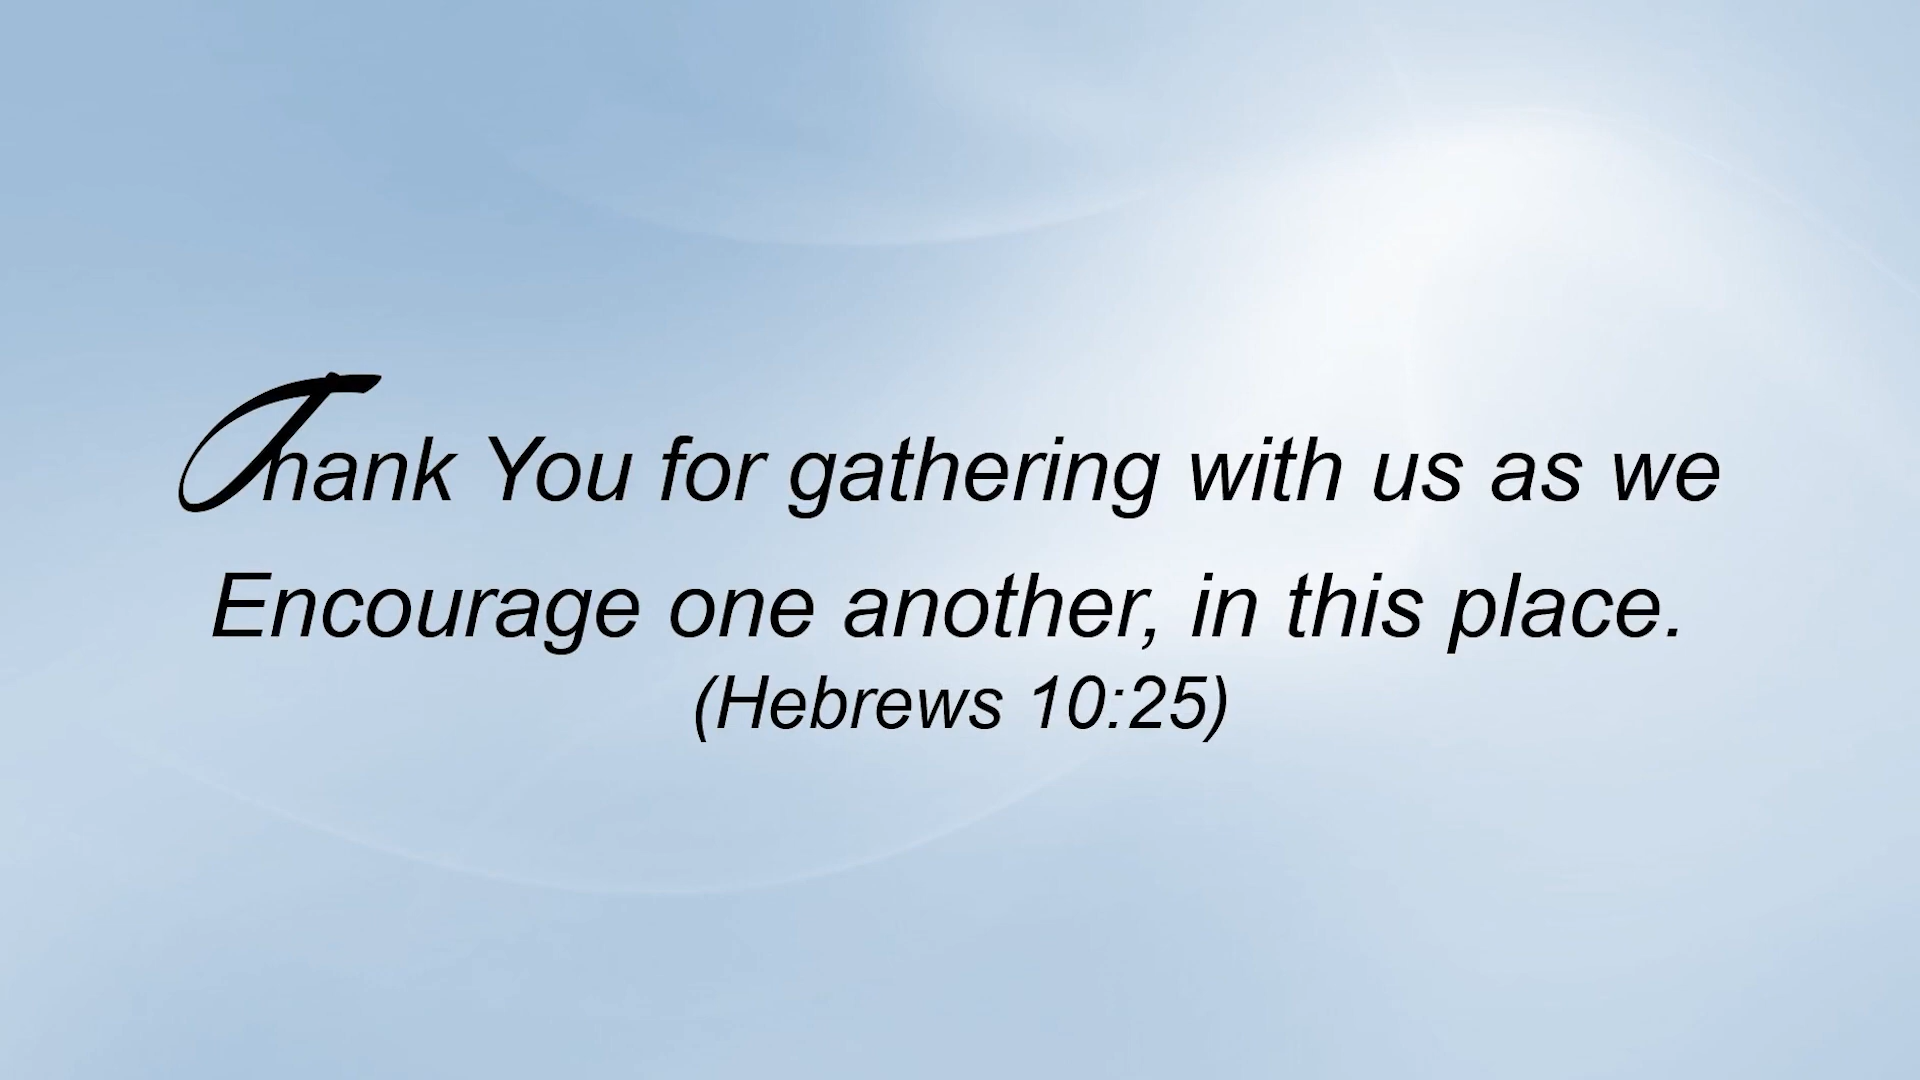 Thank You for gathering with us as we
Encourage one another, in this place.
(Hebrews 10:25)